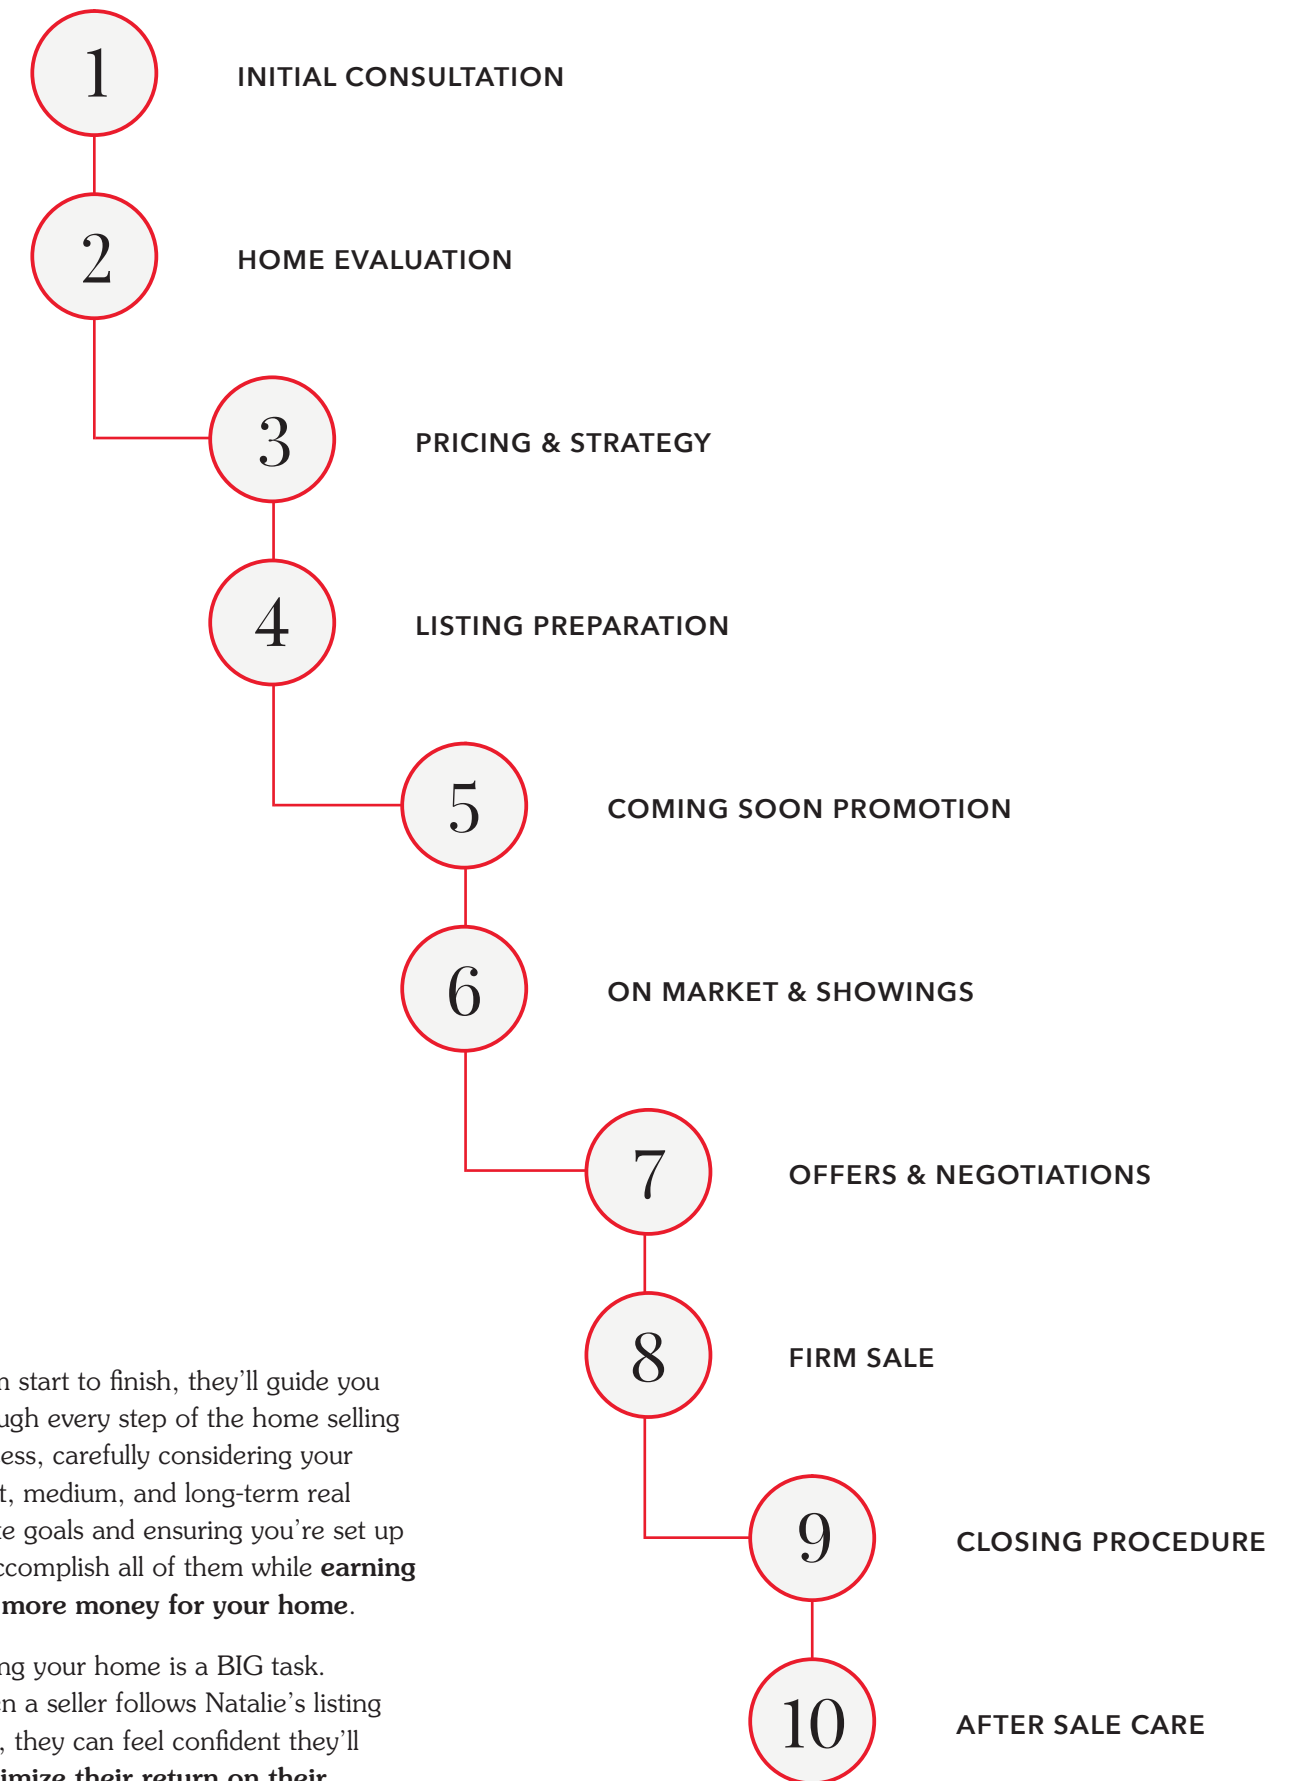 1
INITIAL CONSULTATION
2
HOME EVALUATION
3
PRICING & STRATEGY
4
LISTING PREPARATION
5
COMING SOON PROMOTION
6
ON MARKET & SHOWINGS
7
OFFERS & NEGOTIATIONS
8
FIRM SALE
9
CLOSING PROCEDURE
10
AFTER SALE CARE
start to finish, they’ll guide you
every step of the home selling
carefully considering your
medium, and long-term real
goals and ensuring you’re set up
all of them while earning
more money for your home.
your home is a BIG task.
a seller follows Natalie’s listing
they can feel confident they’ll
their return on their